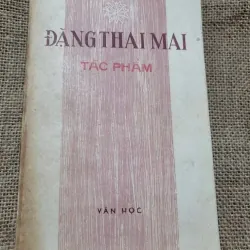 ĐẶNG THAI MAI
TÁC PHẨM
VĂN HỌC